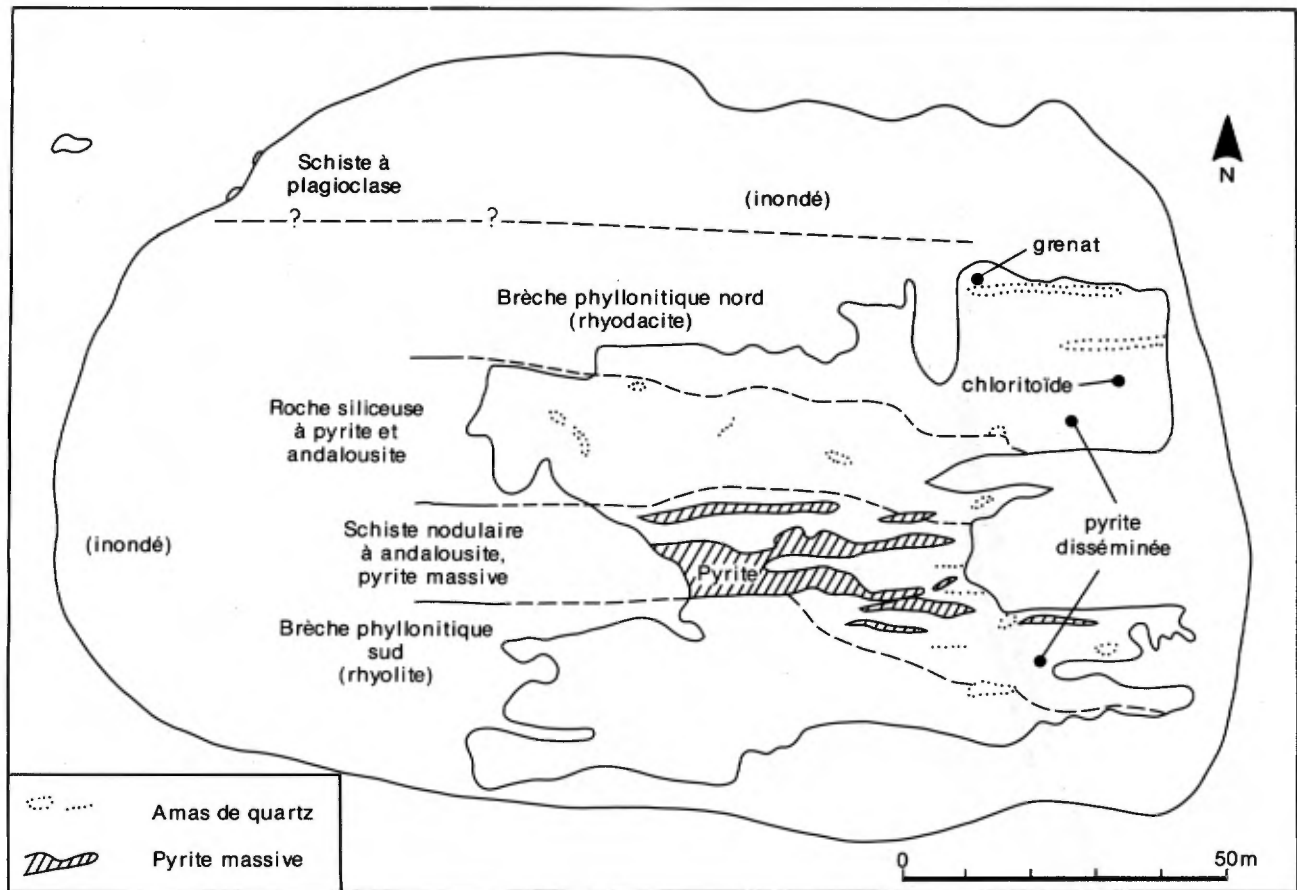 Schiste à
plagioclase
(inondé)
N
? ?
grenat
Brèche phyllonitique nord
(rhyodacite)
chloritoïde
Roche siliceuse
à pyrite et
andalousite
pyrite
disséminée
Schiste nodulaire
à andalousite,
pyrite massive
(inondé)
Pyrite
Brèche phyllonitique
sud
(rhyolite)
Amas de quartz
Pyrite massive
0 50m